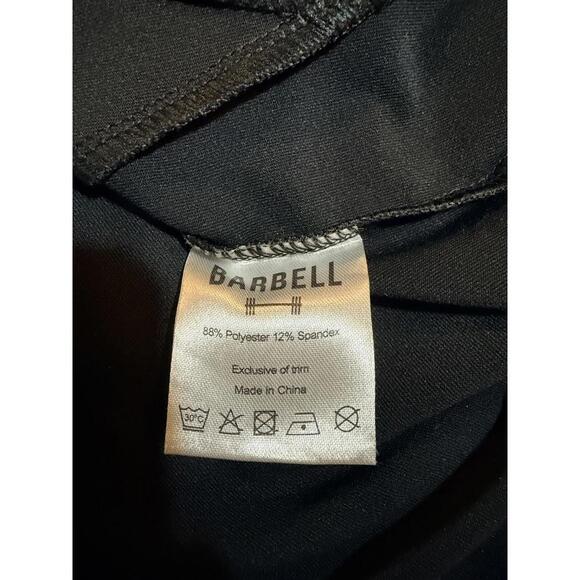 BARBELL
88% Polyester 12% Spandex
Exclusive of trim
Made in China
30°C